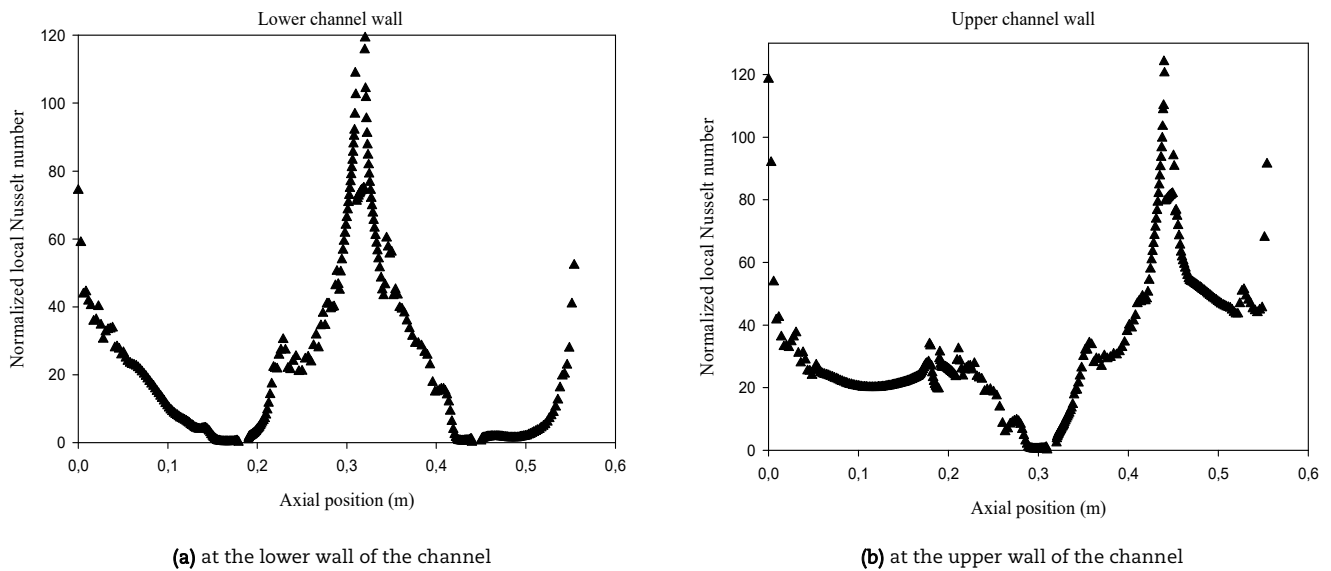 Lower channel wall
Normalized local Nusselt number
120
100
80
60
40
20
0
0,0 0,1 0,2 0,3 0,4 0,5 0,6
Axial position (m)
(a) at the lower wall of the channel
Upper channel wall
Normalized local Nusselt number
120
100
80
60
40
20
0
0,0 0,1 0,2 0,3 0,4 0,5 0,6
Axial position (m)
(b) at the upper wall of the channel